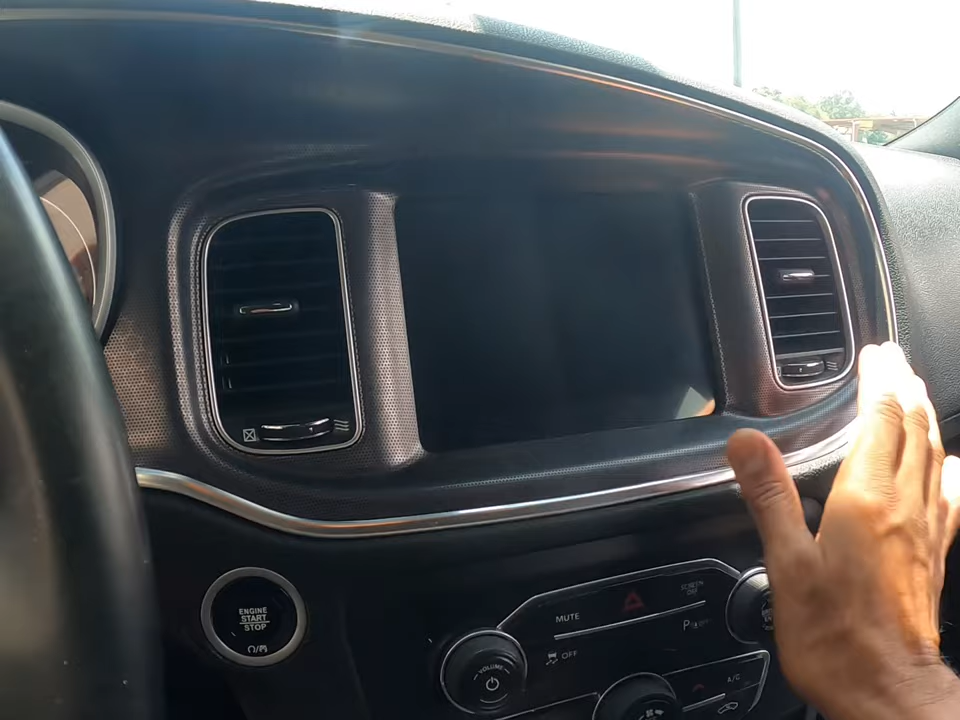 ENGINE
START
STOP
MUTE
SCREEN
OFF
OFF
VOLUME
A/C